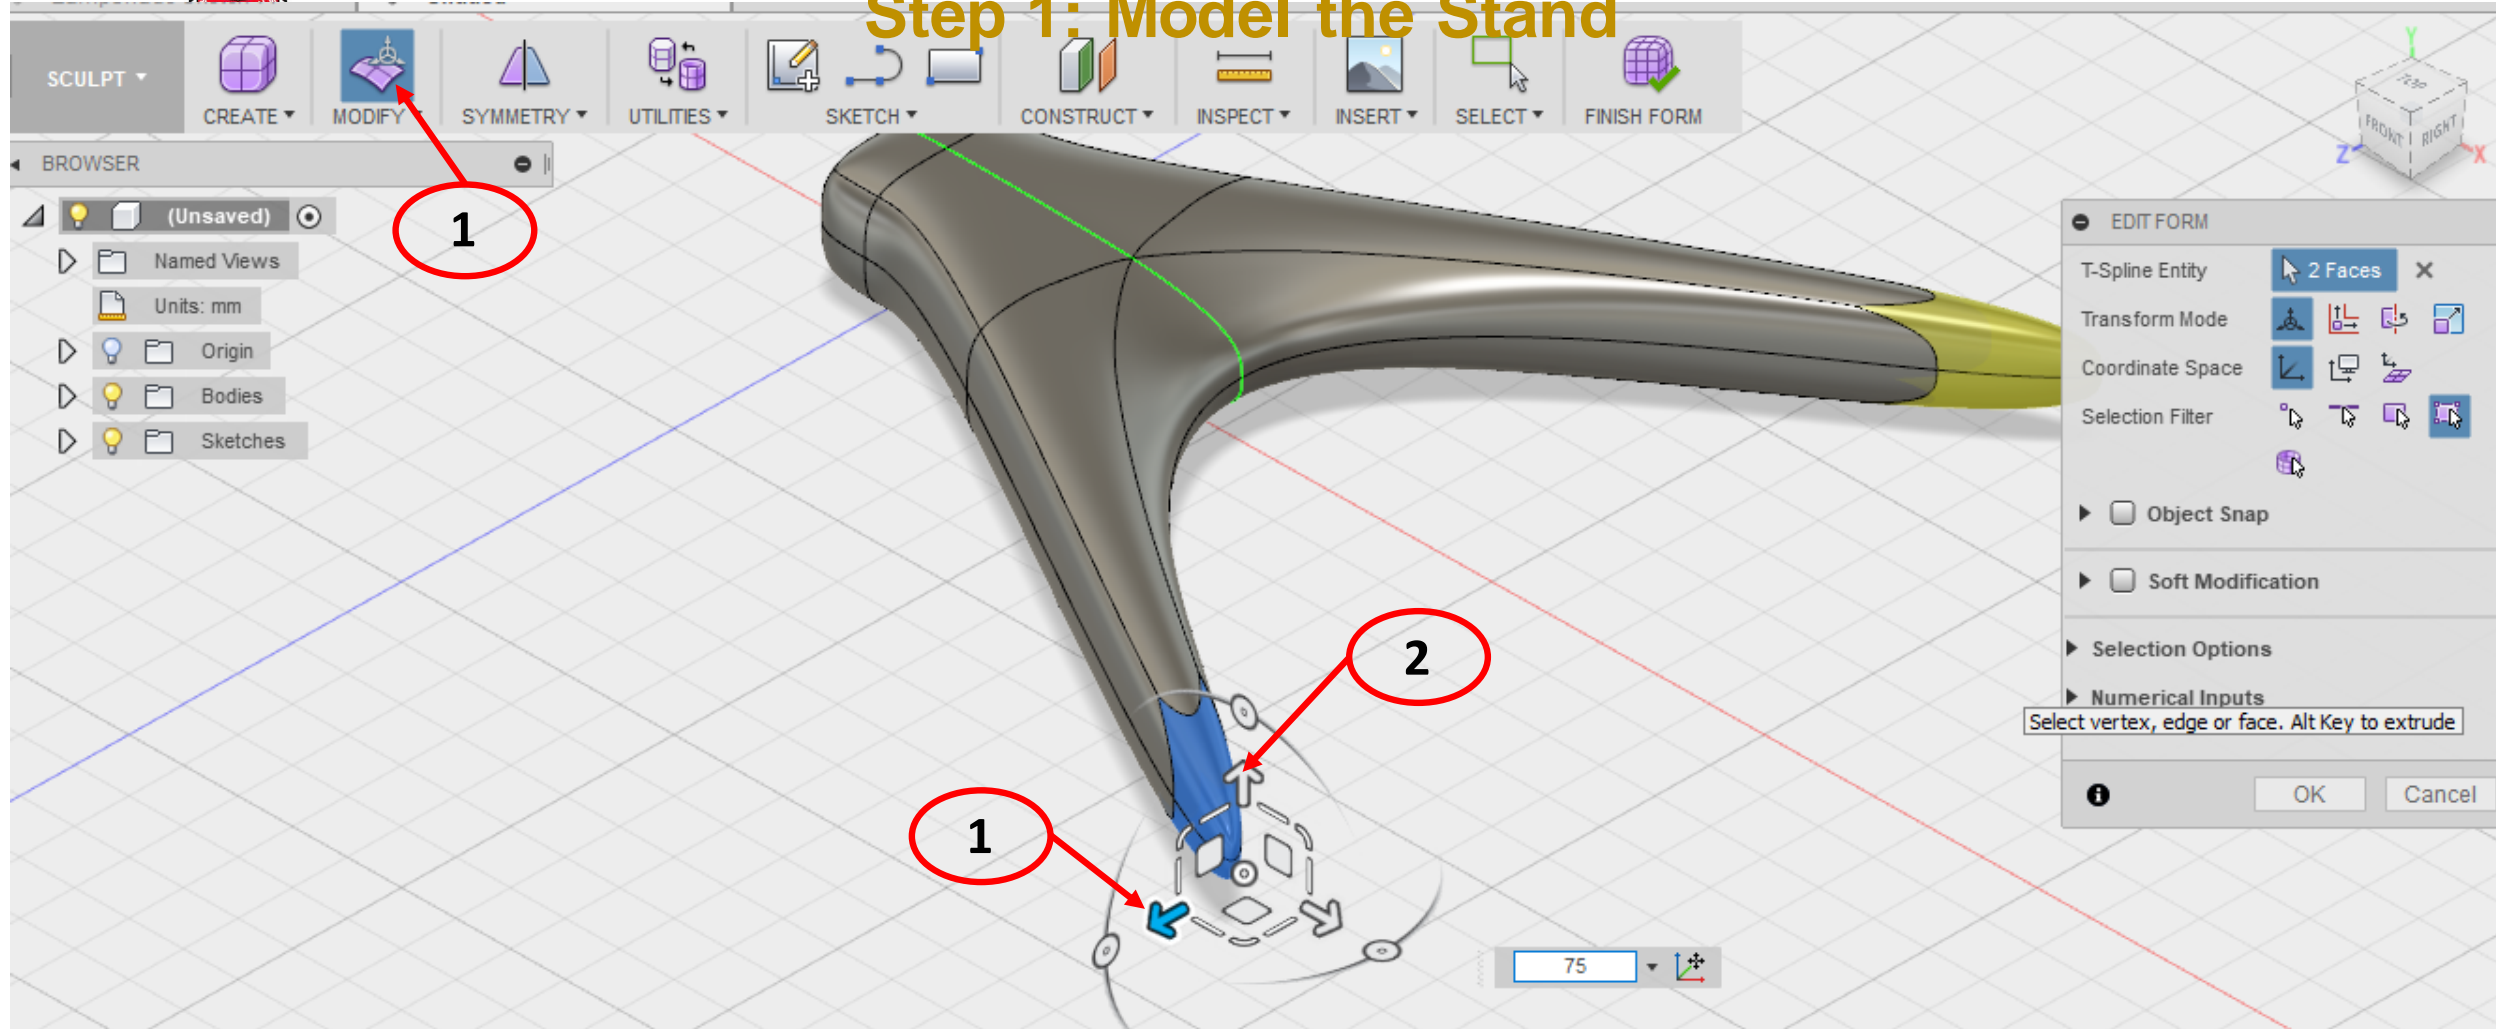 Step 1: Model the Stand
SCULPT
CREATE
MODIFY
SYMMETRY
UTILITIES
SKETCH
CONSTRUCT
INSPECT
INSERT
SELECT
FINISH FORM
Y
TOP
FRONT
RIGHT
Z
X
BROWSER
1
(Unsaved)
Named Views
Units: mm
Origin
Bodies
Sketches
EDIT FORM
T-Spline Entity
2 Faces
Transform Mode
Coordinate Space
Selection Filter
Object Snap
Soft Modification
Selection Options
Numerical Inputs
Select vertex, edge or face. Alt Key to extrude
OK
Cancel
2
1
75